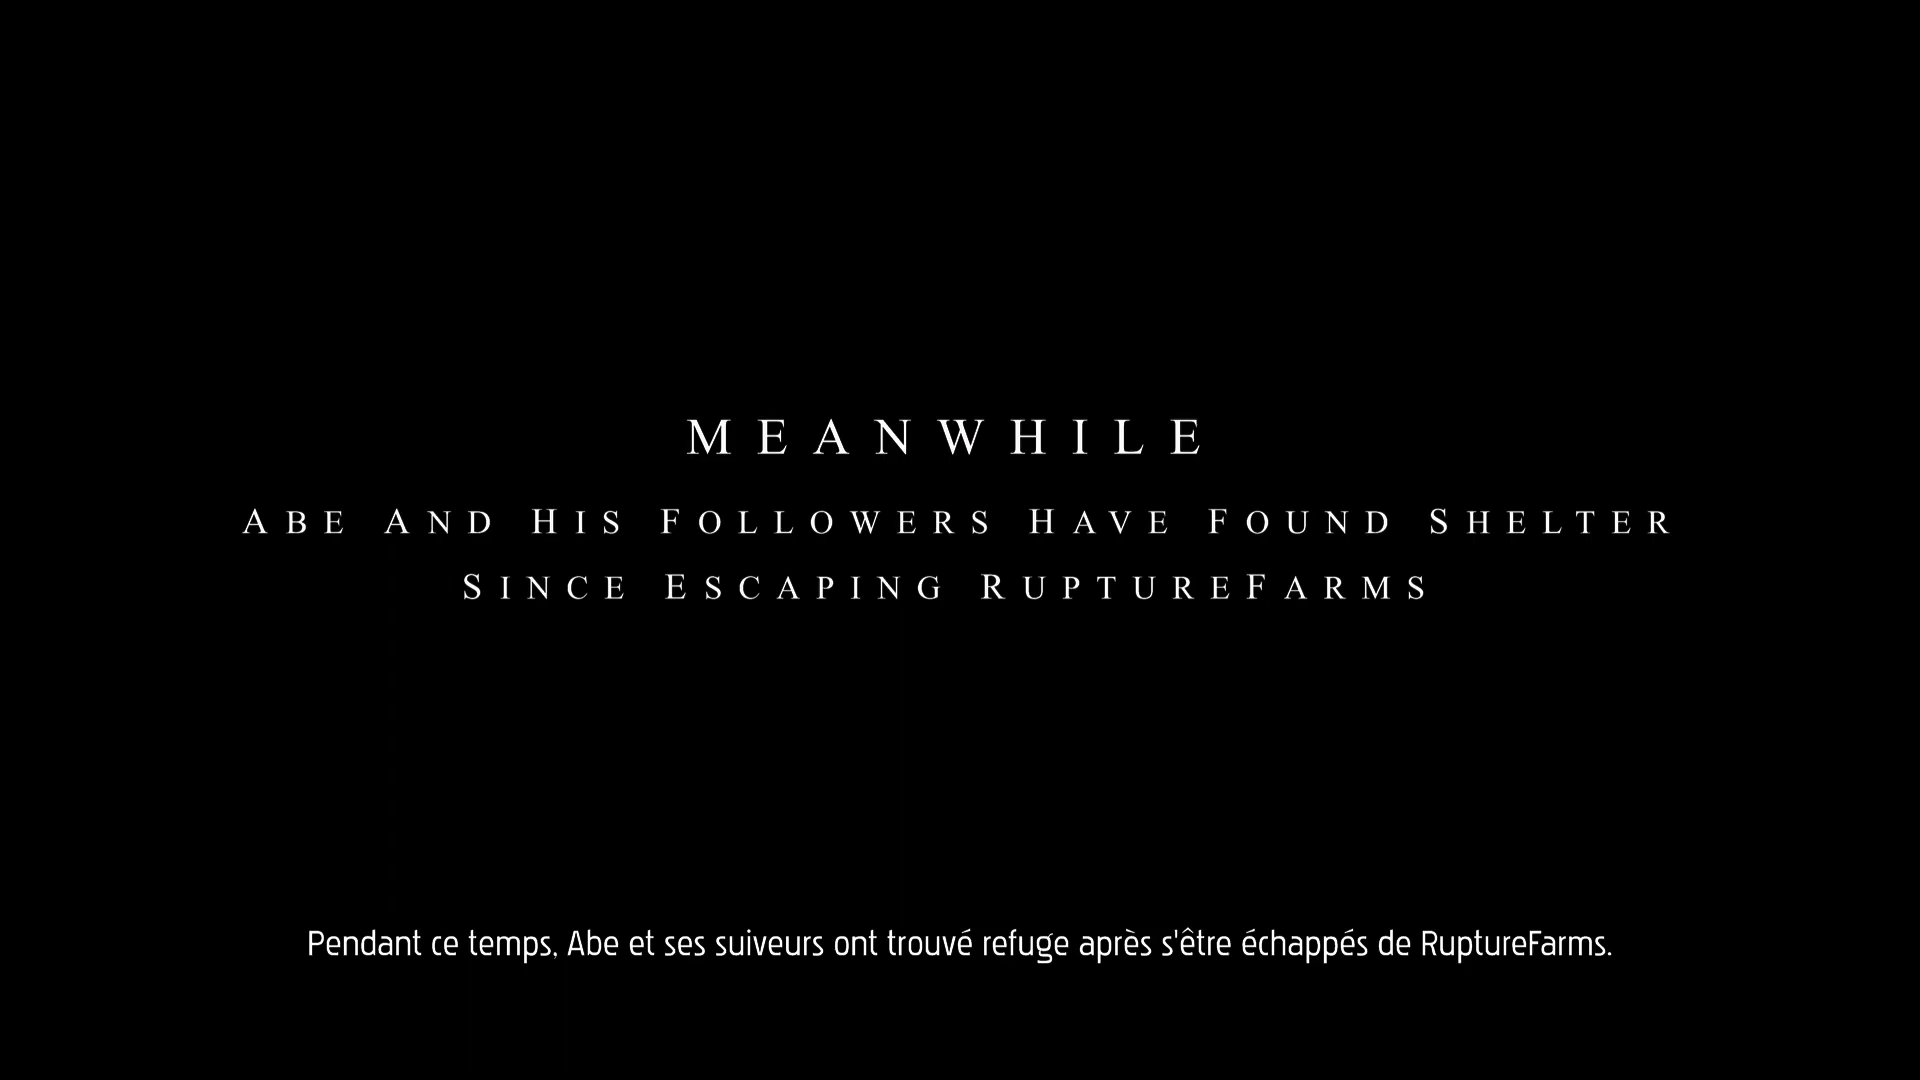 MEANWHILE
ABE AND HIS FOLLOWERS HAVE FOUND SHELTER
SINCE ESCAPING RUPTUREFARMS
Pendant ce temps, Abe et ses suiveurs ont trouvé refuge après s'être échappés de RuptureFarms.